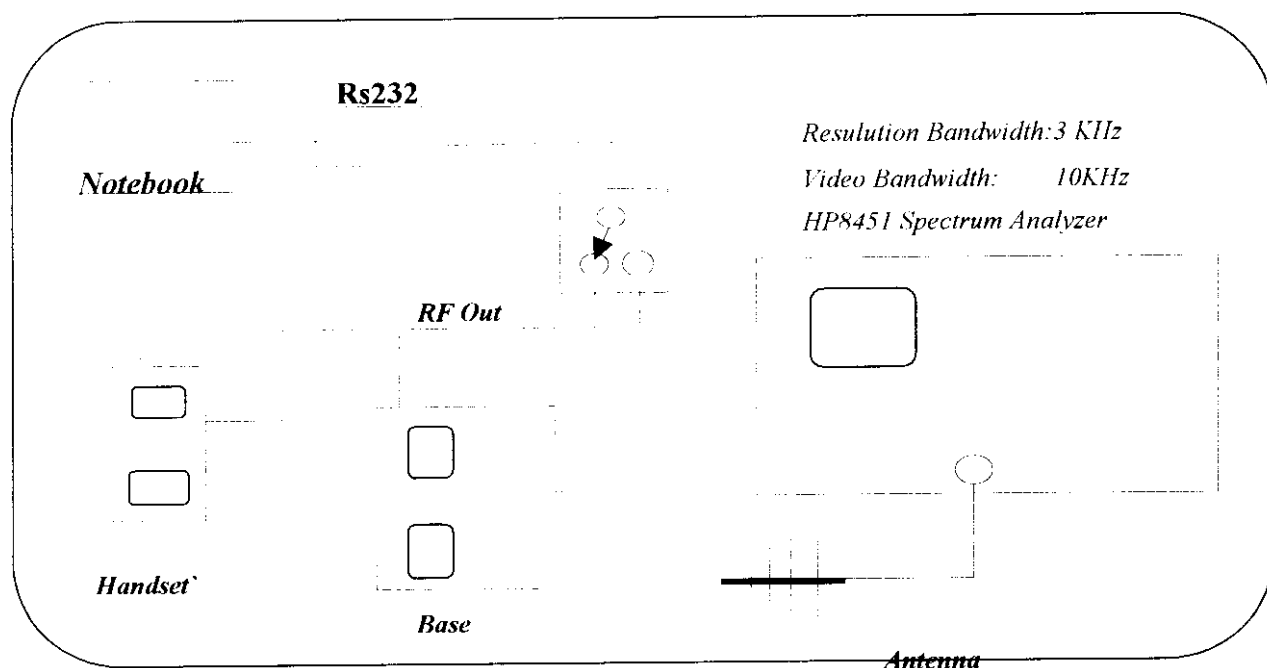 Rs232
Resulution Bandwidth:3 KHz
Notebook
Video Bandwidth: 10KHz
HP8451 Spectrum Analyzer
RF Out
Handset`
Base
Antenna